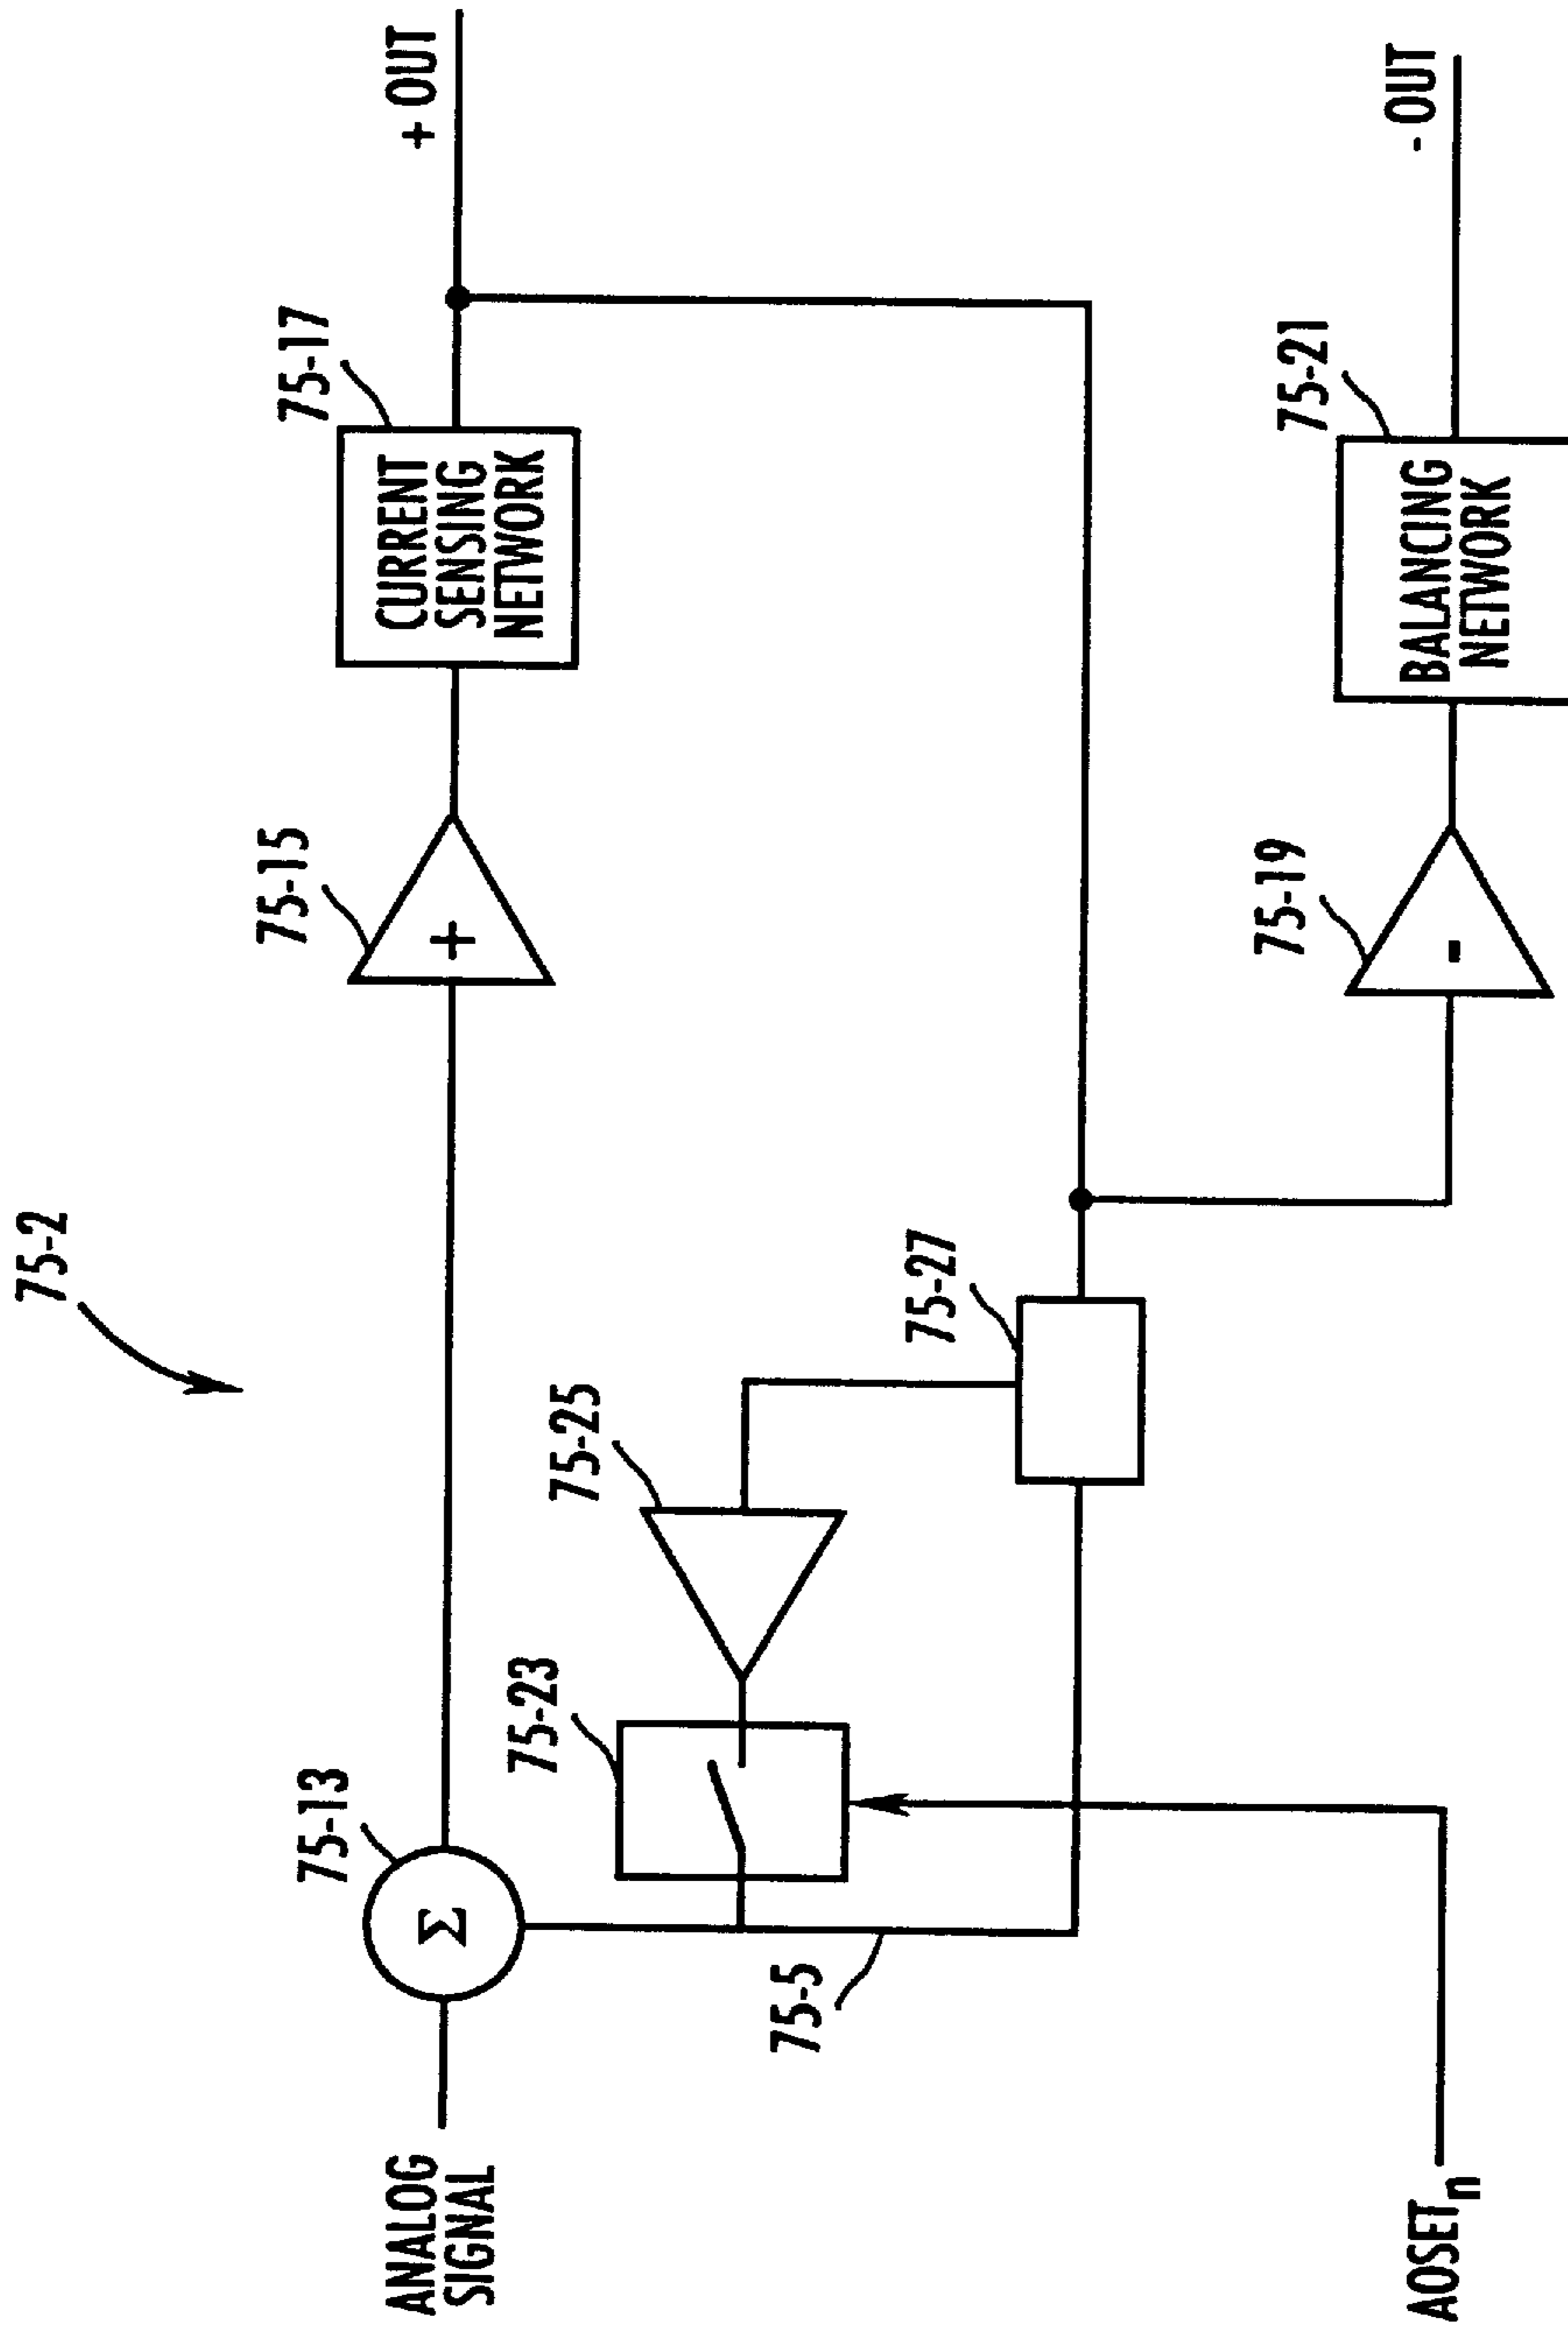 75-2
ANALOG
SIGNAL
75-13
Σ
75-15
+
75-17
CURRENT
SENSING
NETWORK
+ OUT
75-23
75-25
75-5
75-27
AOSETn
75-19
-
75-21
BALANCING
NETWORK
- OUT